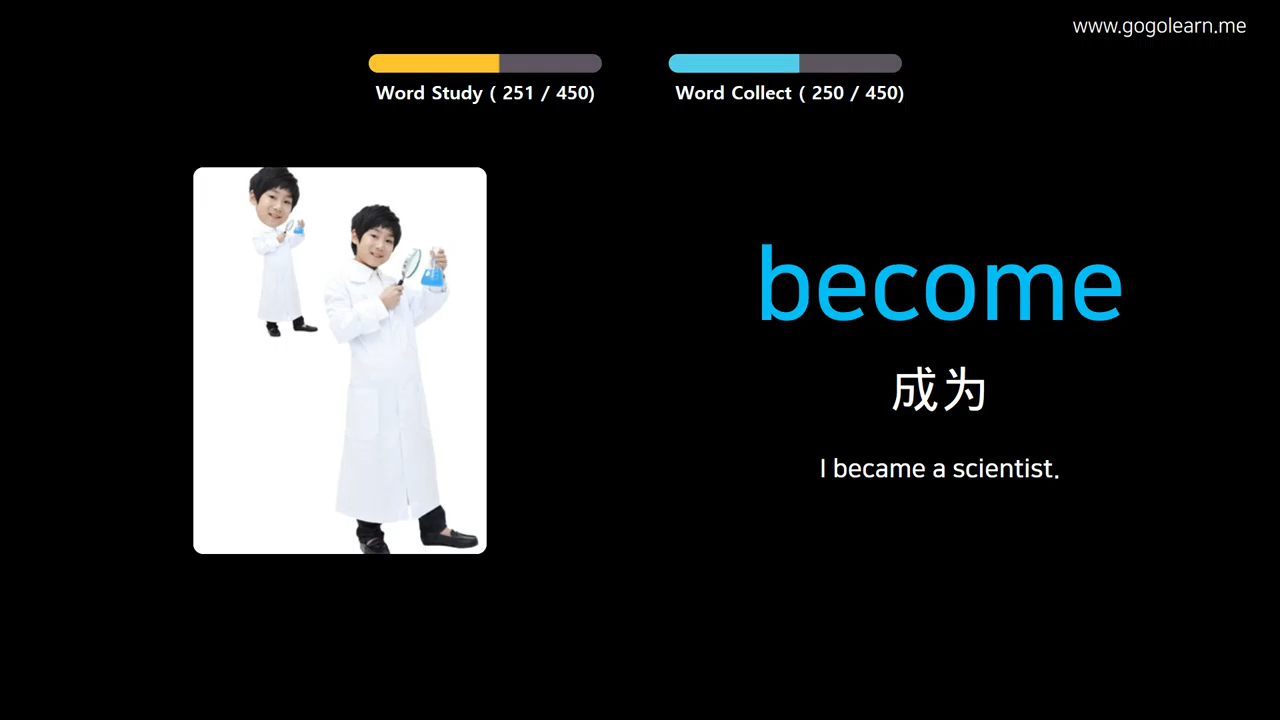 www.gogolearn.me
Word Study ( 251 / 450)
Word Collect ( 250 / 450)
become
成为
I became a scientist.